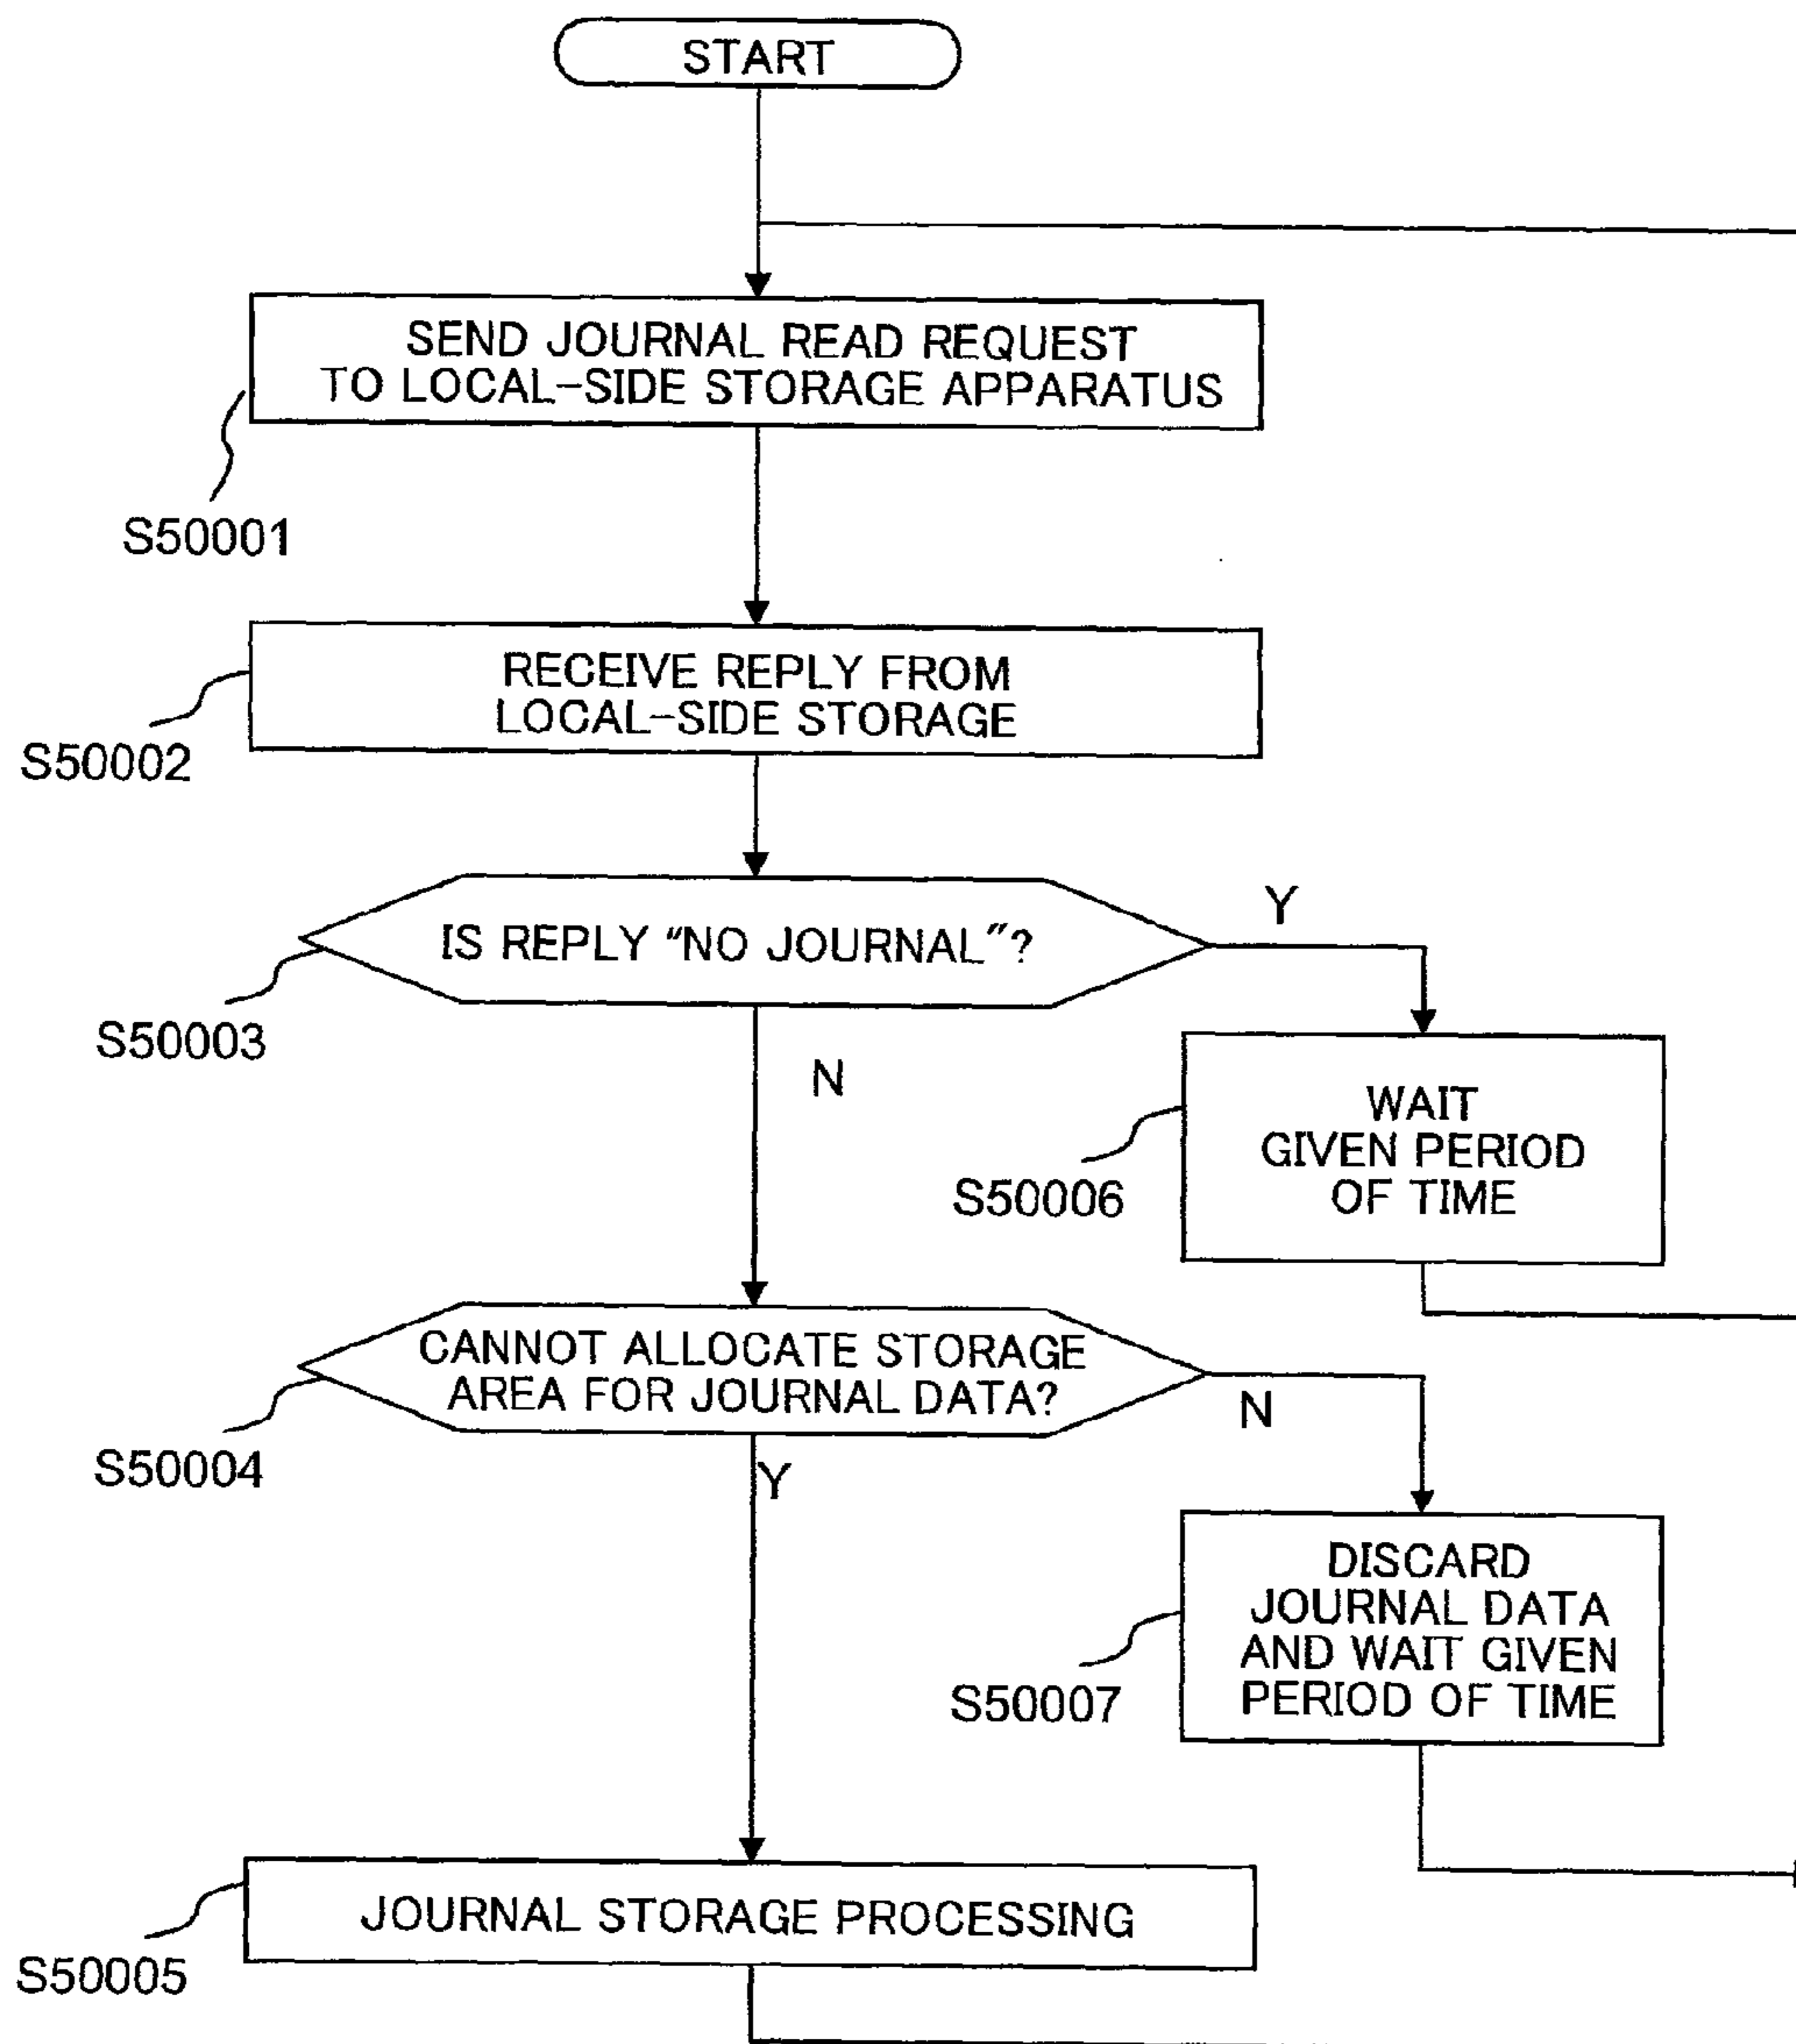 START
SEND JOURNAL READ REQUEST
TO LOCAL-SIDE STORAGE APPARATUS
S50001
RECEIVE REPLY FROM
LOCAL-SIDE STORAGE
S50002
IS REPLY “NO JOURNAL”?
Y
S50003
N
WAIT
GIVEN PERIOD
OF TIME
S50006
CANNOT ALLOCATE STORAGE
AREA FOR JOURNAL DATA?
N
S50004
Y
DISCARD
JOURNAL DATA
AND WAIT GIVEN
PERIOD OF TIME
S50007
JOURNAL STORAGE PROCESSING
S50005